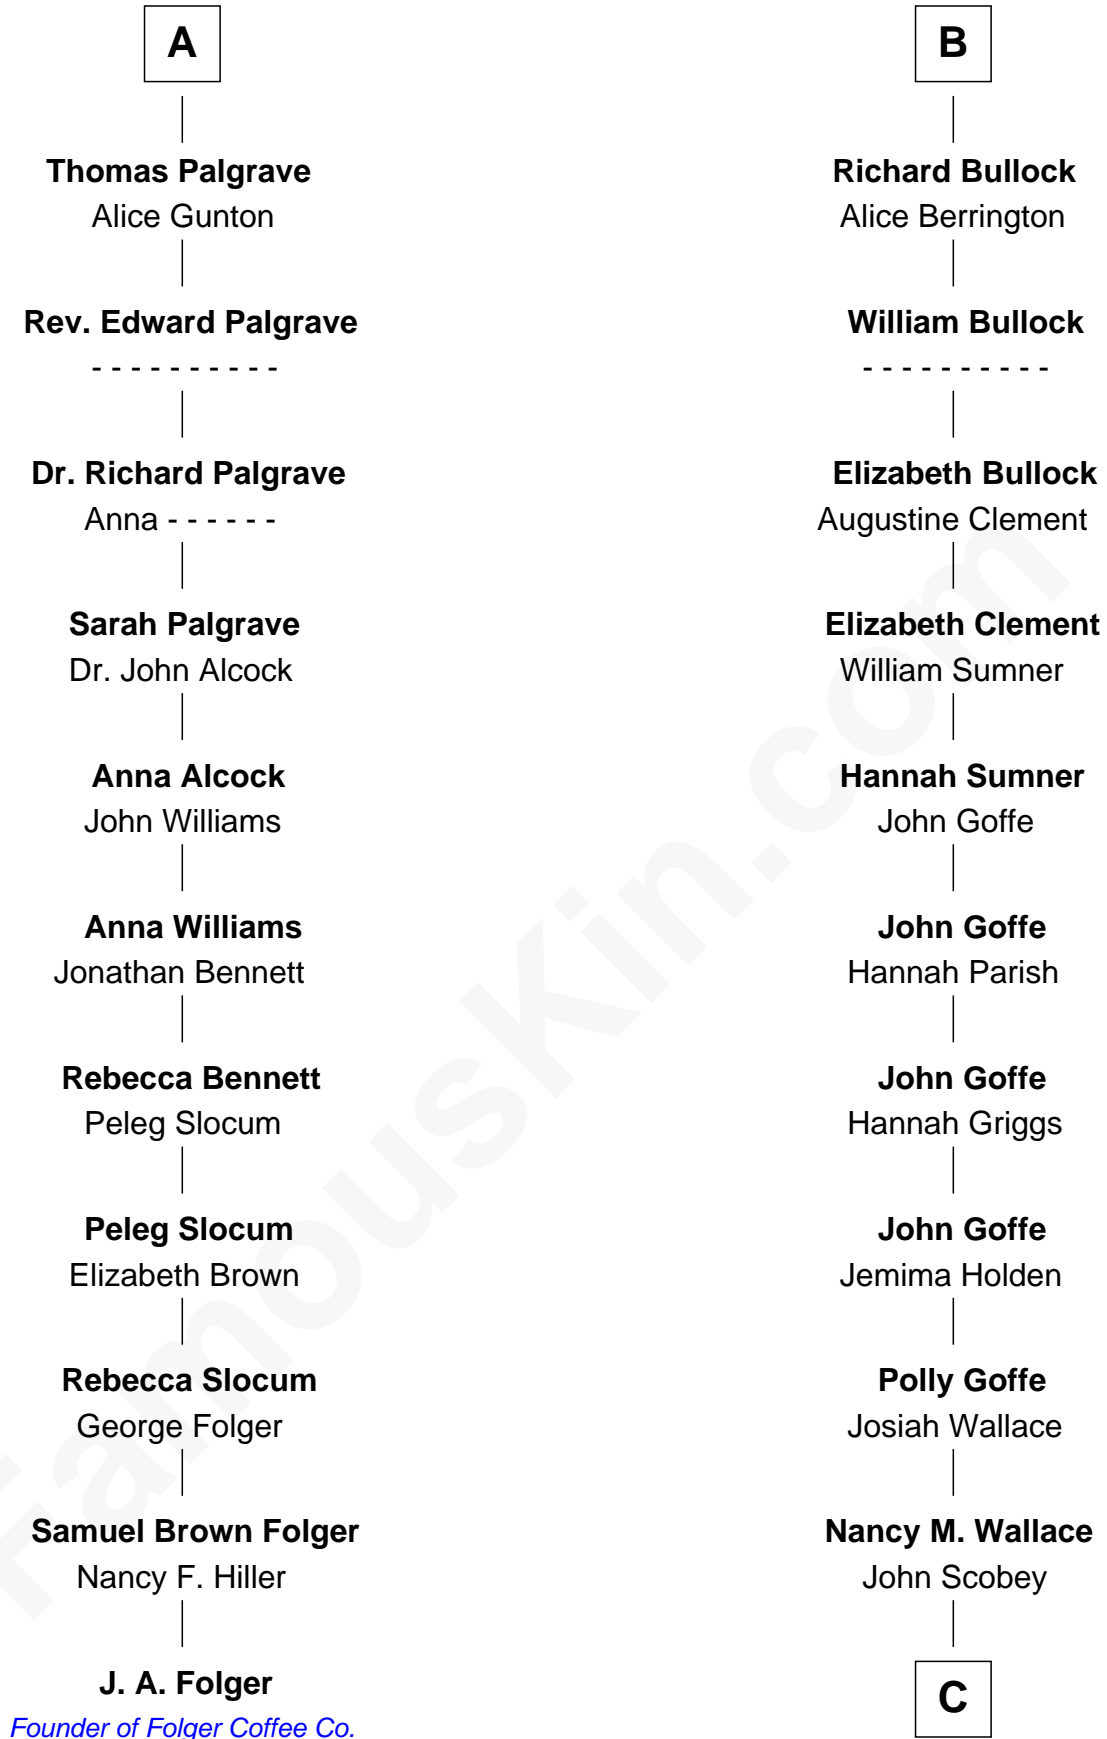 A
Thomas Palgrave
Alice Gunton
Rev. Edward Palgrave
- - - - - - - - - -
Dr. Richard Palgrave
Anna - - - - - -
Sarah Palgrave
Dr. John Alcock
Anna Alcock
John Williams
Anna Williams
Jonathan Bennett
Rebecca Bennett
Peleg Slocum
Peleg Slocum
Elizabeth Brown
Rebecca Slocum
George Folger
Samuel Brown Folger
Nancy F. Hiller
J. A. Folger
Founder of Folger Coffee Co.
B
Richard Bullock
Alice Berrington
William Bullock
- - - - - - - - - -
Elizabeth Bullock
Augustine Clement
Elizabeth Clement
William Sumner
Hannah Sumner
John Goffe
John Goffe
Hannah Parish
John Goffe
Hannah Griggs
John Goffe
Jemima Holden
Polly Goffe
Josiah Wallace
Nancy M. Wallace
John Scobey
C
FamousKin.com